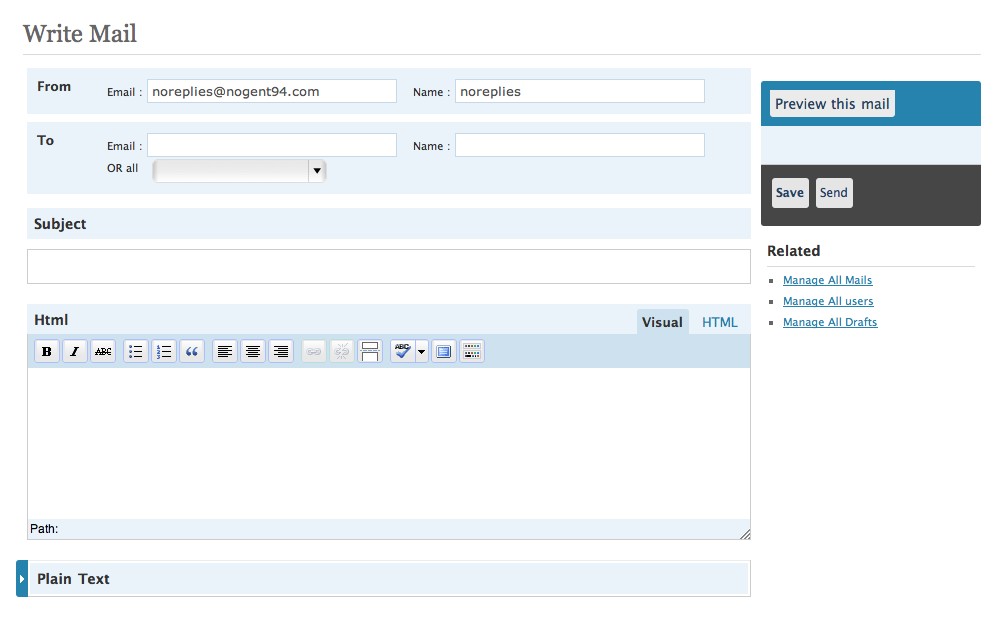 Write Mail
From Email : noreplies@nogent94.com Name : noreplies
To Email : Name :
OR all
Subject
Html Visual HTML
B I ABC ABC
Path:
Plain Text
Preview this mail
Save Send
Related
Manage All Mails
Manage All users
Manage All Drafts